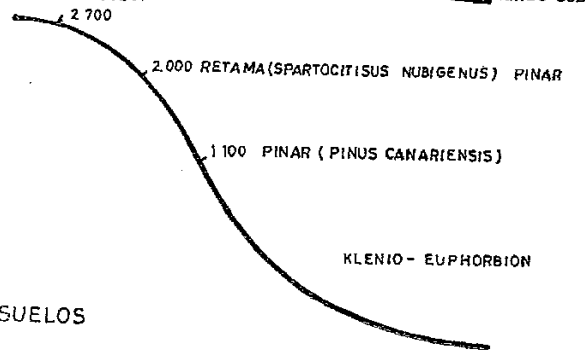 2 700
2.000 RETAMA (SPARTOCITISUS NUBIGENUS) PINAR
1 100 PINAR ( PINUS CANARIENSIS)
KLENIO - EUPHORBION
SUELOS